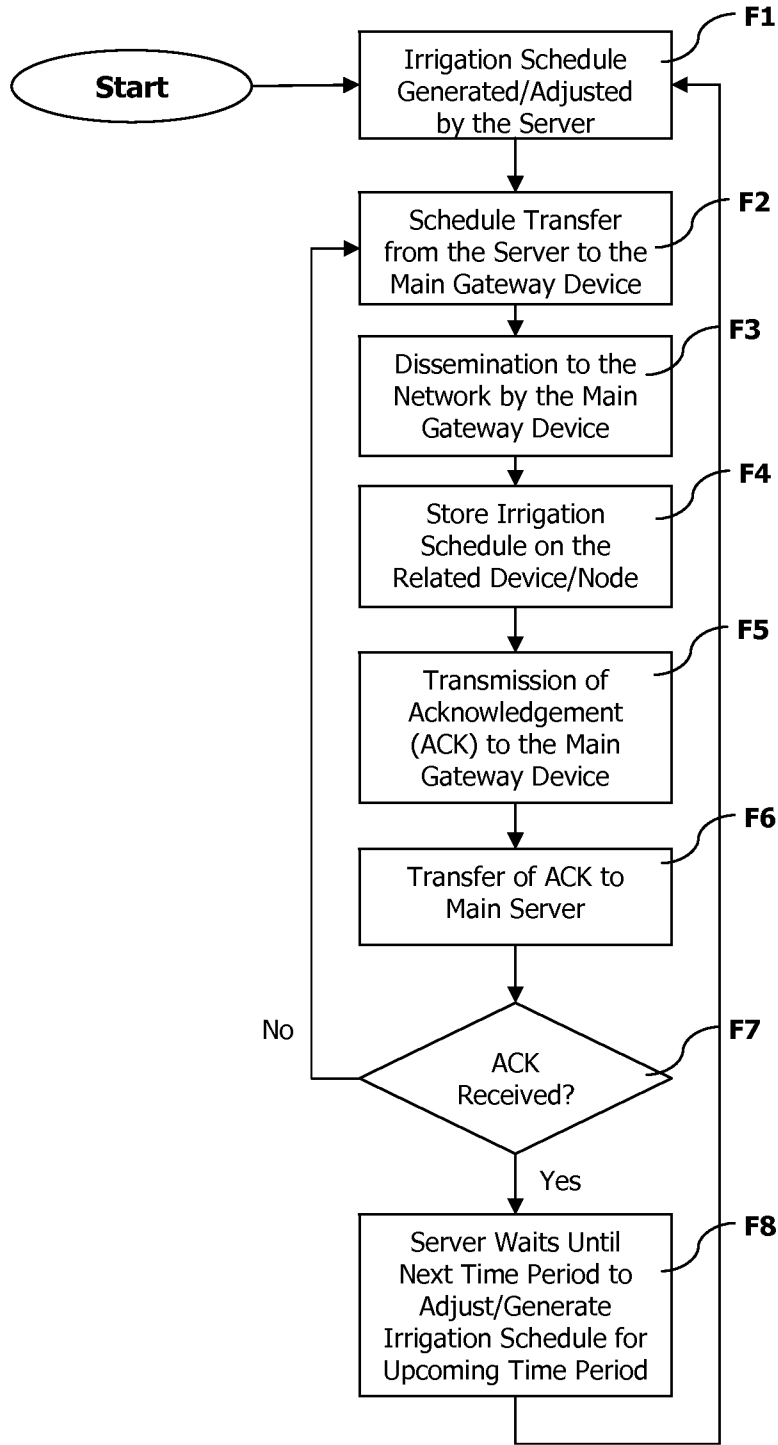 F1
Start
Irrigation Schedule
Generated/Adjusted
by the Server
F2
Schedule Transfer
from the Server to the
Main Gateway Device
F3
Dissemination to the
Network by the Main
Gateway Device
F4
Store Irrigation
Schedule on the
Related Device/Node
F5
Transmission of
Acknowledgement
(ACK) to the Main
Gateway Device
F6
Transfer of ACK to
Main Server
No
F7
ACK
Received?
Yes
F8
Server Waits Until
Next Time Period to
Adjust/Generate
Irrigation Schedule for
Upcoming Time Period